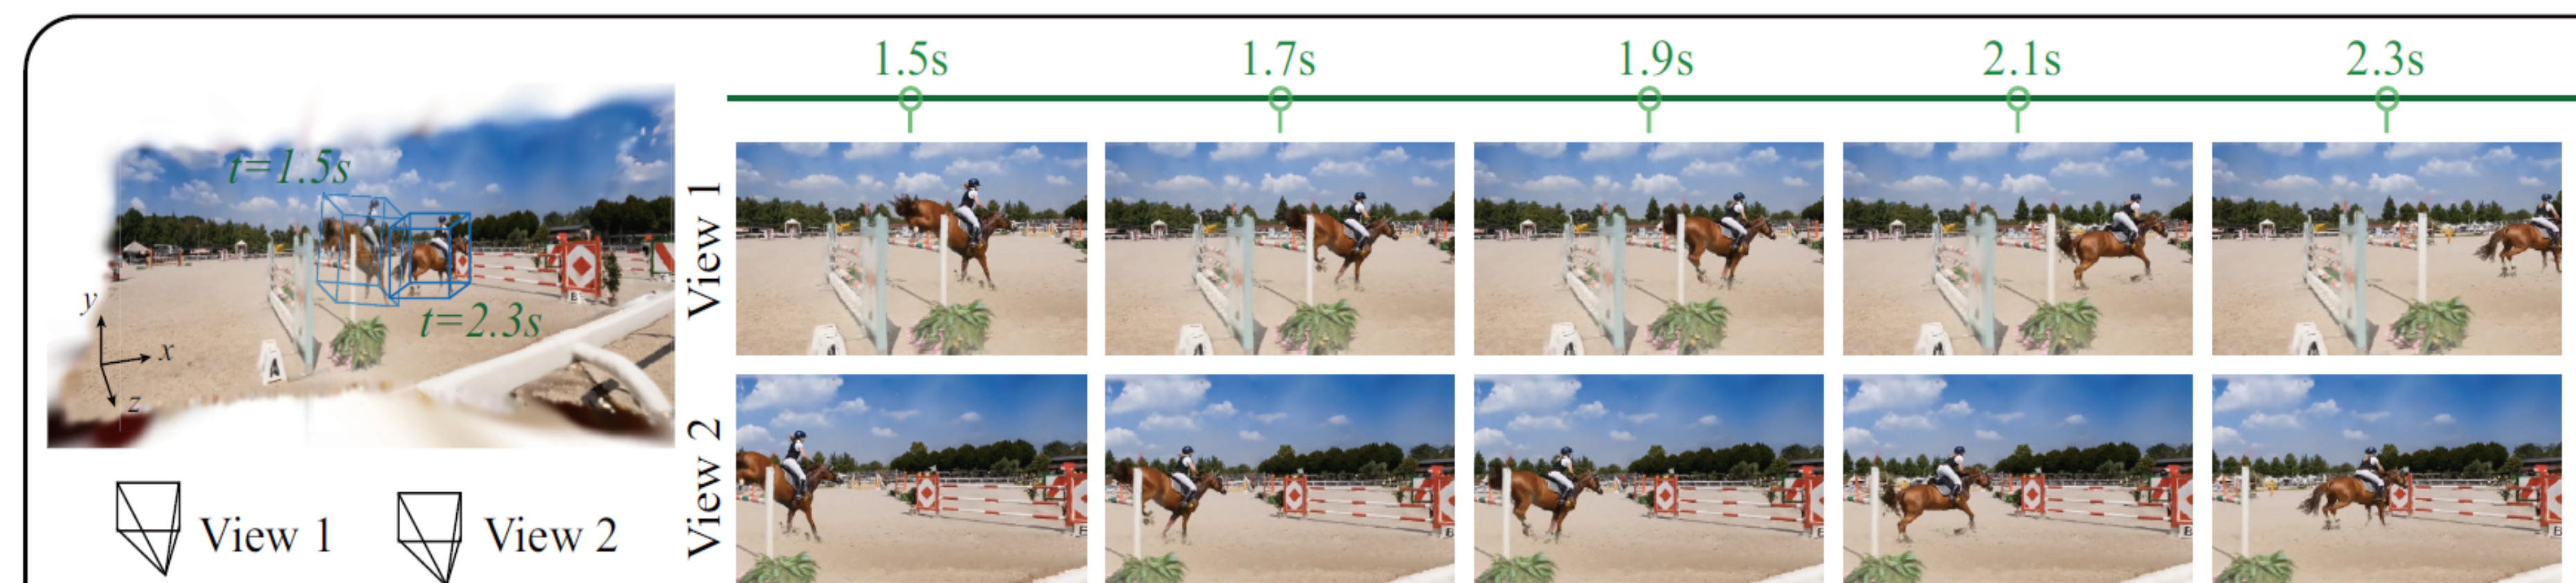 1.5s 1.7s 1.9s 2.1s 2.3s
t=1.5s
t=2.3s
y
x
z
A
B
View 1
View 2
View 1
View 2